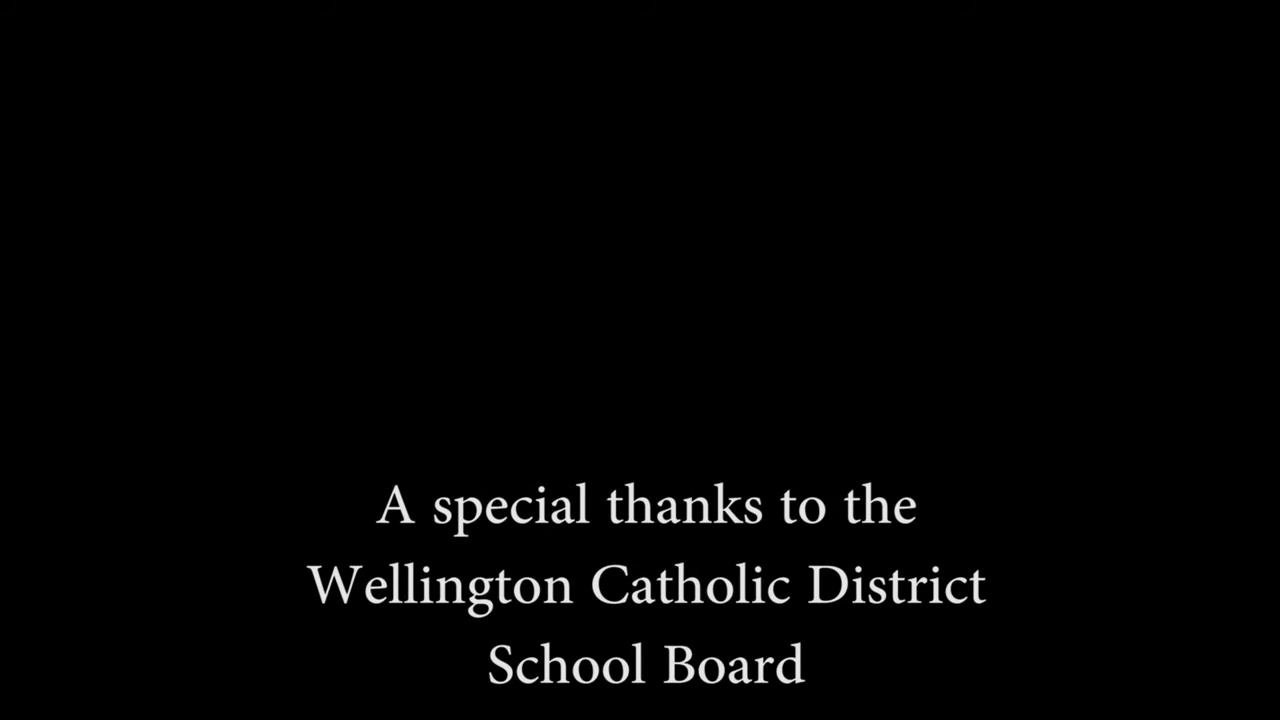 A special thanks to the
Wellington Catholic District
School Board